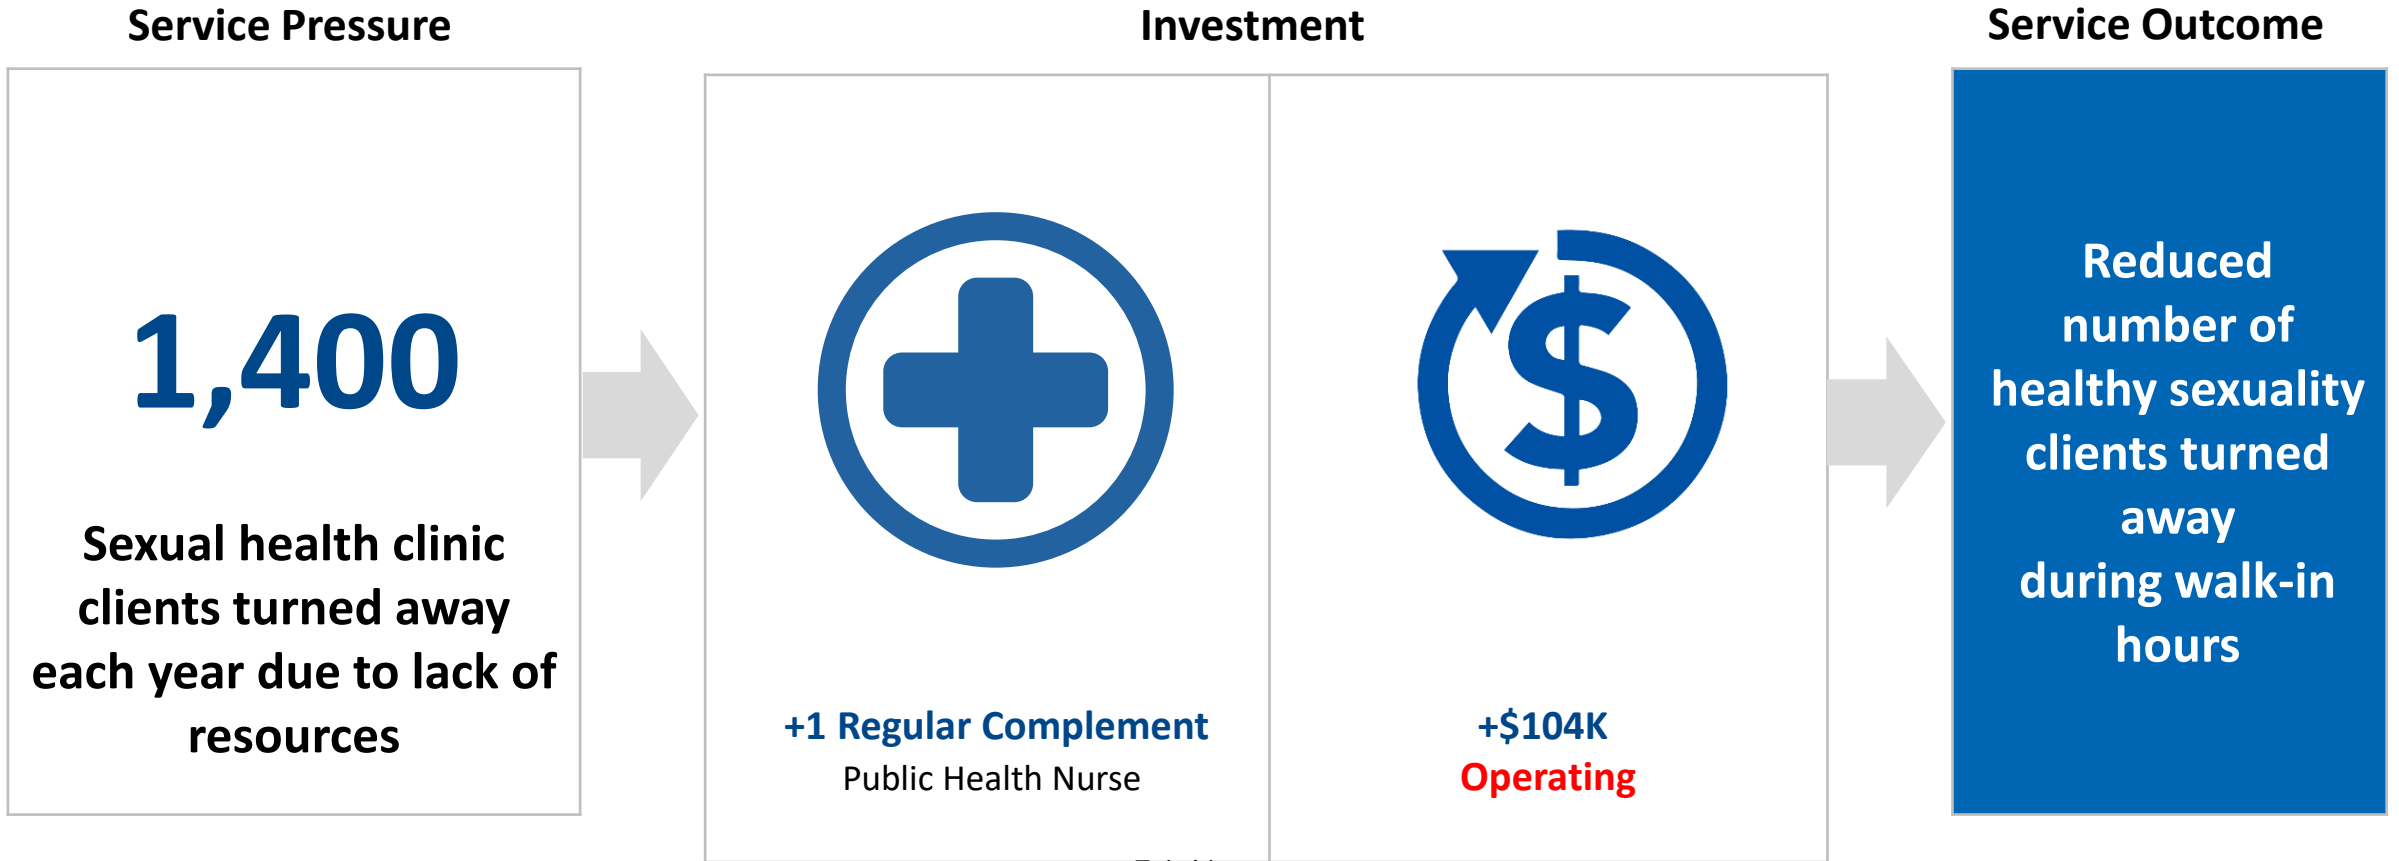 Service Pressure
Investment
Service Outcome
1,400
Sexual health clinic
clients turned away
each year due to lack of
resources
+1 Regular Complement
Public Health Nurse
+$104K
Operating
Reduced
number of
healthy sexuality
clients turned
away
during walk-in
hours